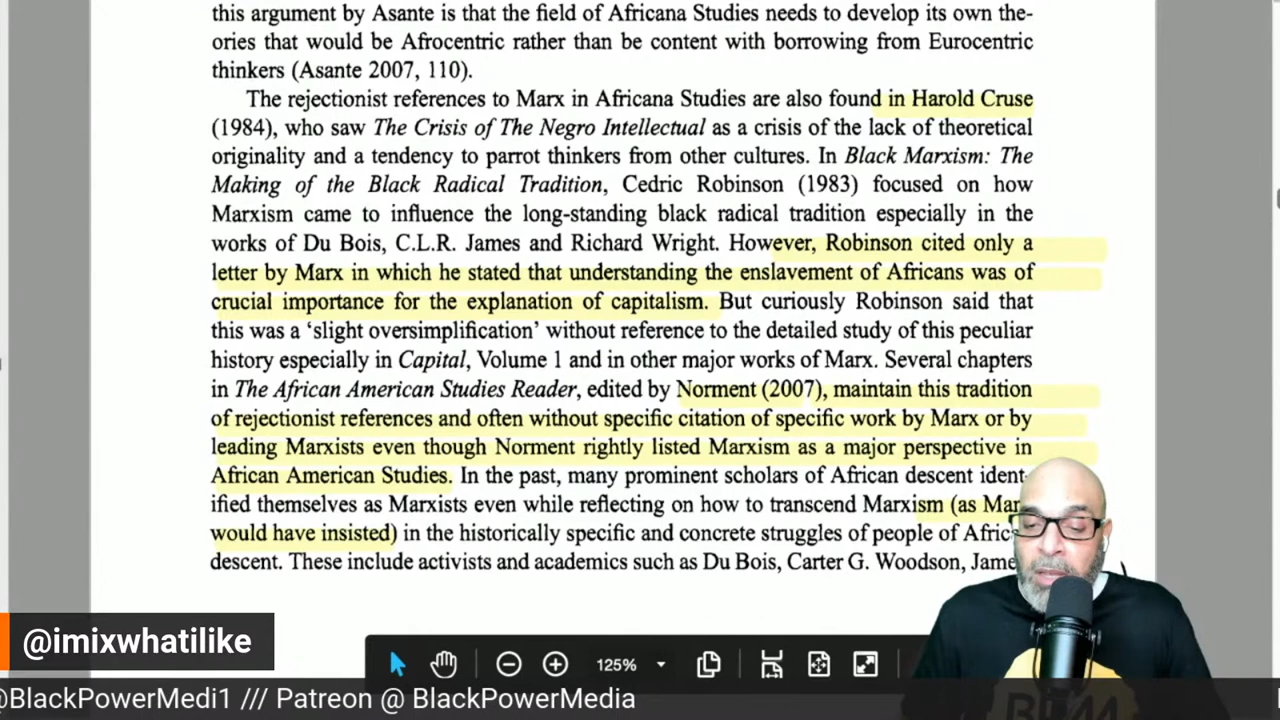 this argument by Asante is that the field of Africana Studies needs to develop its own the-
ories that would be Afrocentric rather than be content with borrowing from Eurocentric
thinkers (Asante 2007, 110).
The rejectionist references to Marx in Africana Studies are also found in Harold Cruse
(1984), who saw The Crisis of The Negro Intellectual as a crisis of the lack of theoretical
originality and a tendency to parrot thinkers from other cultures. In Black Marxism: The
Making of the Black Radical Tradition, Cedric Robinson (1983) focused on how
Marxism came to influence the long-standing black radical tradition especially in the
works of Du Bois, C.L.R. James and Richard Wright. However, Robinson cited only a
letter by Marx in which he stated that understanding the enslavement of Africans was of
crucial importance for the explanation of capitalism. But curiously Robinson said that
this was a ‘slight oversimplification’ without reference to the detailed study of this peculiar
history especially in Capital, Volume 1 and in other major works of Marx. Several chapters
in The African American Studies Reader, edited by Norment (2007), maintain this tradition
of rejectionist references and often without specific citation of specific work by Marx or by
leading Marxists even though Norment rightly listed Marxism as a major perspective in
African American Studies. In the past, many prominent scholars of African descent ident-
ified themselves as Marxists even while reflecting on how to transcend Marxism (as Mar
would have insisted) in the historically specific and concrete struggles of people of Afric
descent. These include activists and academics such as Du Bois, Carter G. Woodson, Jame
@imixwhatilike
125%
@BlackPowerMedi1 /// Patreon @ BlackPowerMedia